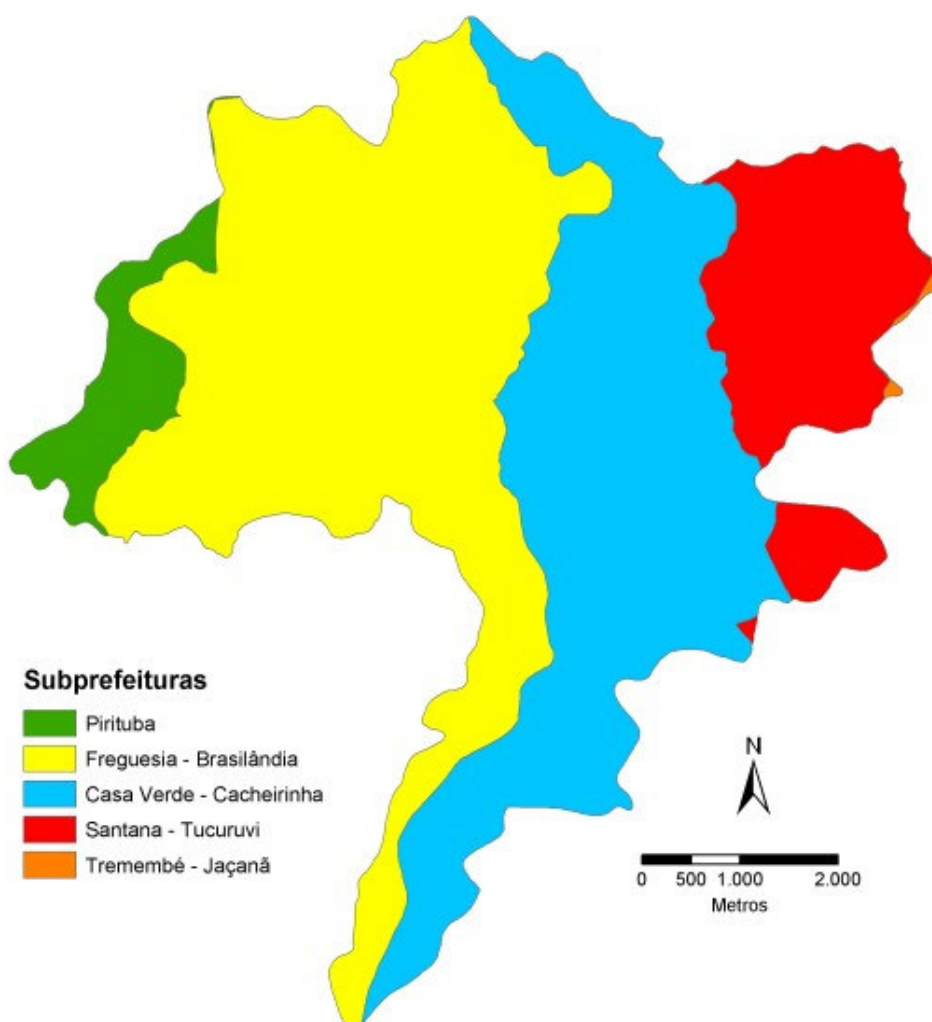 Subprefeituras
Pirituba
Freguesia - Brasilândia
Casa Verde - Cacheirinha
Santana - Tucuruvi
Tremembé - Jaçanã
N
0 500 1.000 2.000
Metros